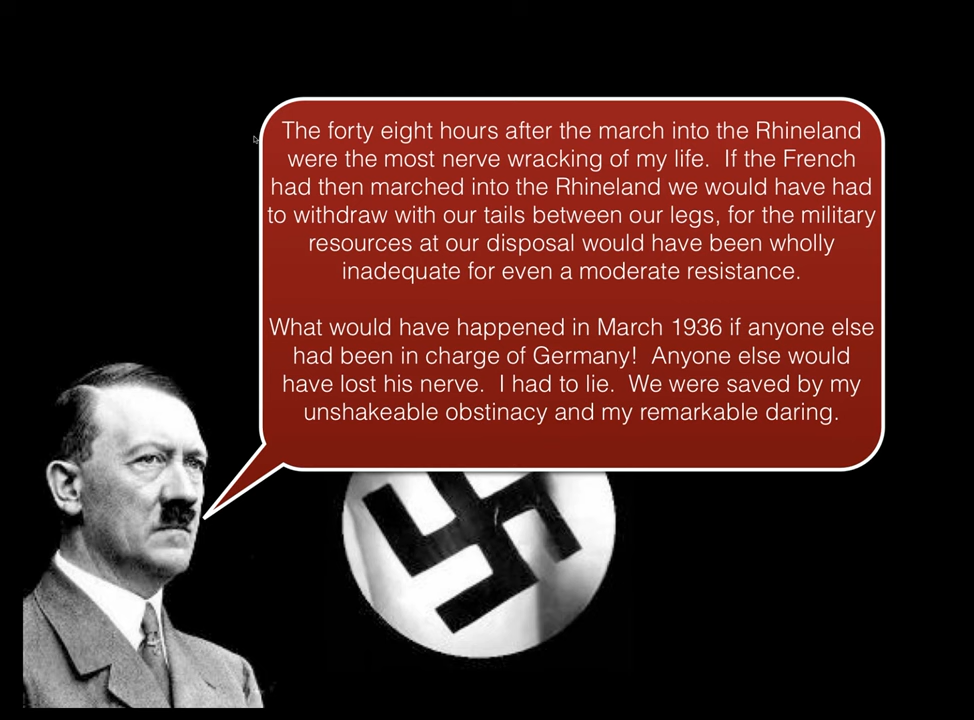 The forty eight hours after the march into the Rhineland
were the most nerve wracking of my life.  If the French
had then marched into the Rhineland we would have had
to withdraw with our tails between our legs, for the military
resources at our disposal would have been wholly
inadequate for even a moderate resistance.
What would have happened in March 1936 if anyone else
had been in charge of Germany!  Anyone else would
have lost his nerve.  I had to lie.  We were saved by my
unshakeable obstinacy and my remarkable daring.